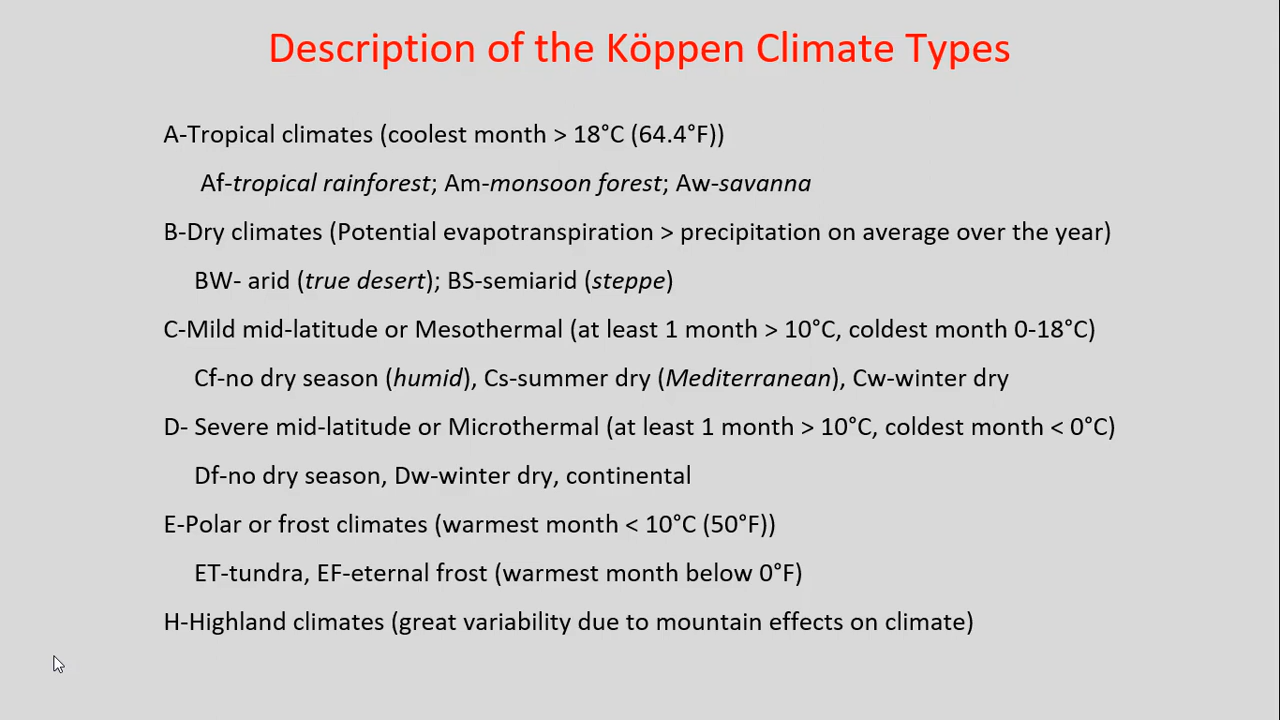 Description of the Köppen Climate Types
A-Tropical climates (coolest month > 18°C (64.4°F))
Af-tropical rainforest; Am-monsoon forest; Aw-savanna
B-Dry climates (Potential evapotranspiration > precipitation on average over the year)
BW- arid (true desert); BS-semiarid (steppe)
C-Mild mid-latitude or Mesothermal (at least 1 month > 10°C, coldest month 0-18°C)
Cf-no dry season (humid), Cs-summer dry (Mediterranean), Cw-winter dry
D- Severe mid-latitude or Microthermal (at least 1 month > 10°C, coldest month < 0°C)
Df-no dry season, Dw-winter dry, continental
E-Polar or frost climates (warmest month < 10°C (50°F))
ET-tundra, EF-eternal frost (warmest month below 0°F)
H-Highland climates (great variability due to mountain effects on climate)